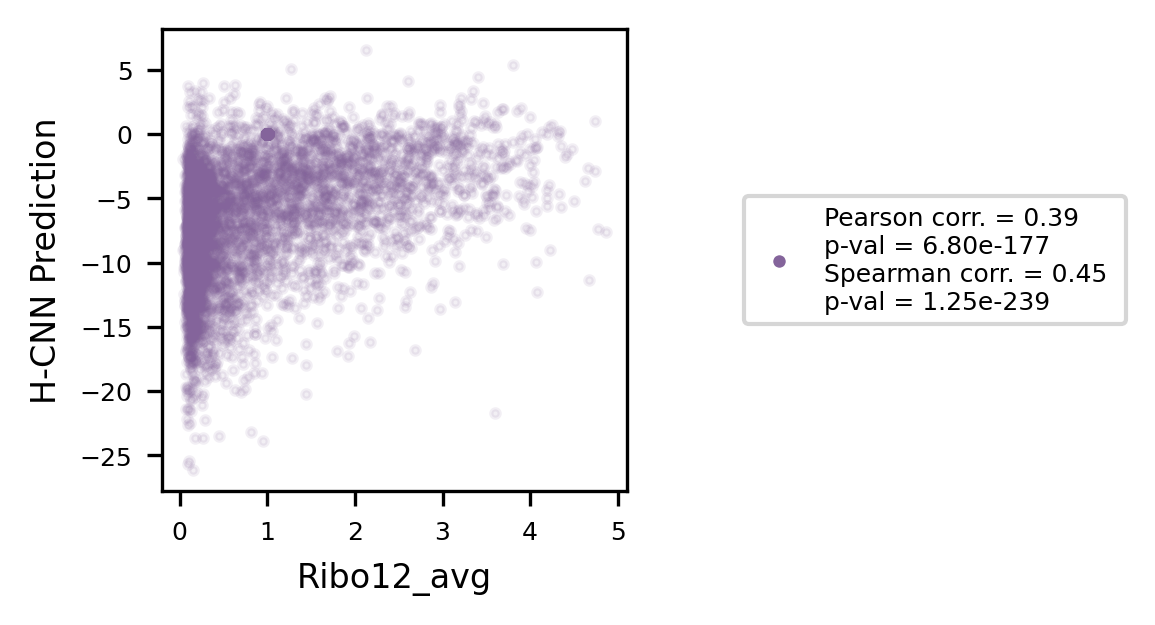 5
0
−5
−10
−15
−20
−25
H-CNN Prediction
0 1 2 3 4 5
Ribo12_avg
Pearson corr. = 0.39
p-val = 6.80e-177
Spearman corr. = 0.45
p-val = 1.25e-239